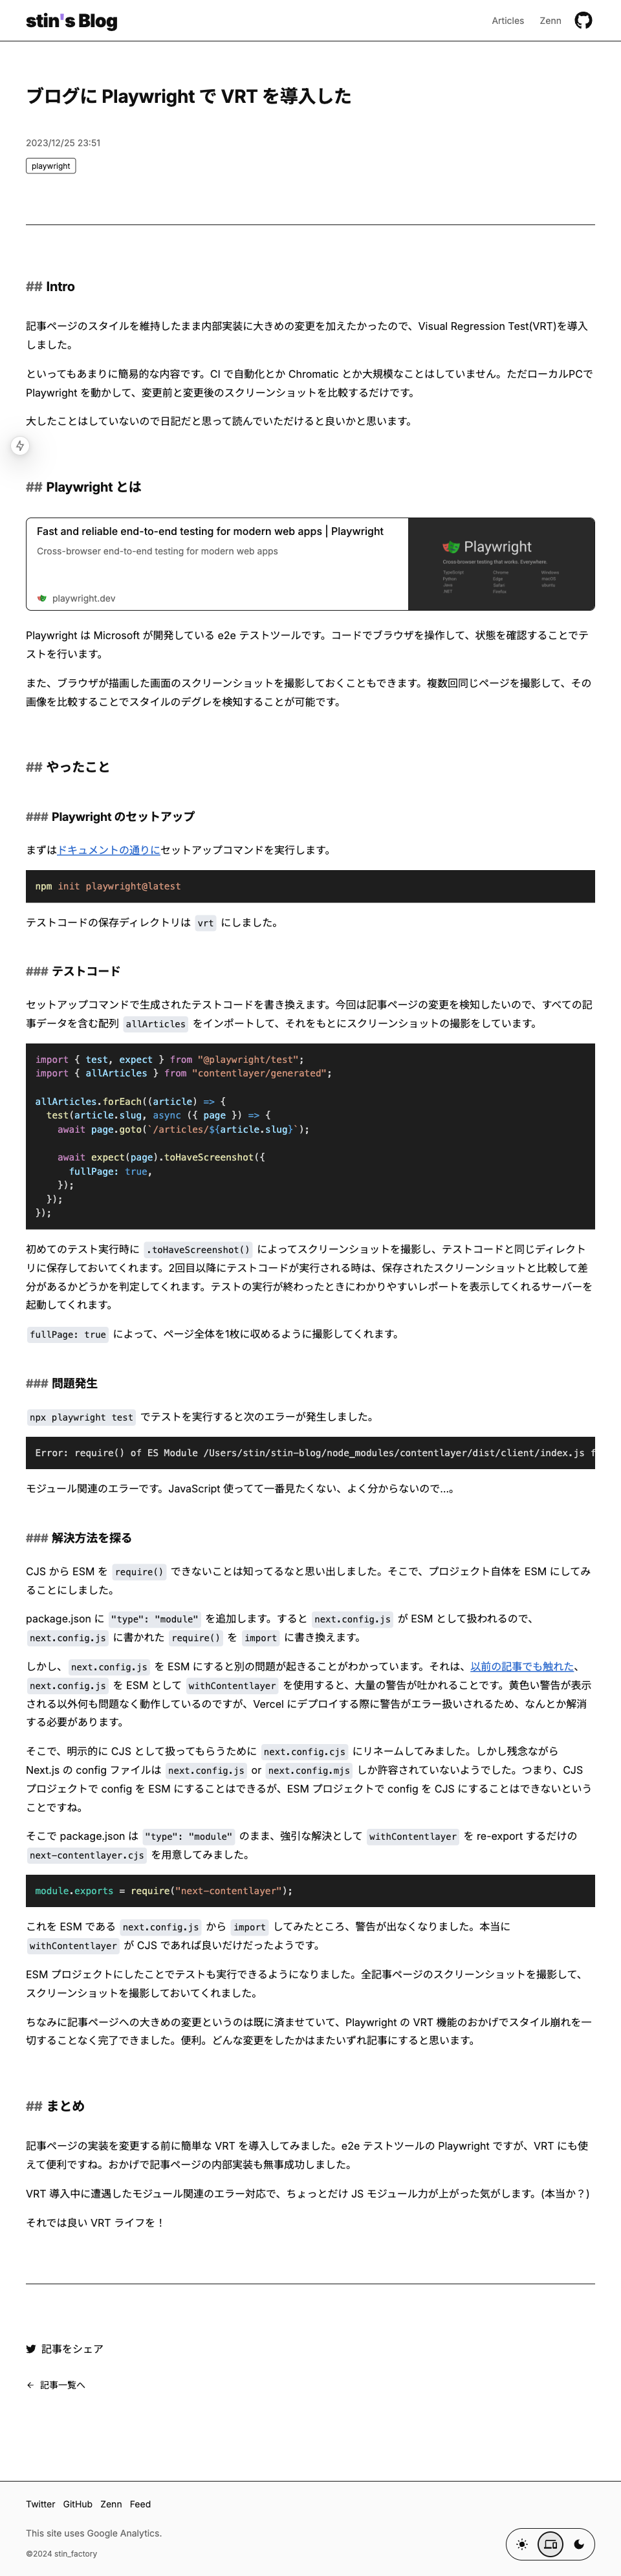 stin's Blog
Articles Zenn
ブログに Playwright で VRT を導入した
2023/12/25 23:51
playwright
## Intro
記事ページのスタイルを維持したまま内部実装に大きめの変更を加えたかったので、Visual Regression Test(VRT)を導入
しました。
といってもあまりに簡易的な内容です。CI で自動化とか Chromatic とか大規模なことはしていません。ただローカルPCで
Playwright を動かして、変更前と変更後のスクリーンショットを比較するだけです。
大したことはしていないので日記だと思って読んでいただけると良いかと思います。
## Playwright とは
Fast and reliable end-to-end testing for modern web apps | Playwright
Cross-browser end-to-end testing for modern web apps
playwright.dev
Playwright
Cross-browser testing that works. Everywhere.
TypeScript Chrome Windows
Python Edge macOS
Java Safari ubuntu
.NET Firefox
Playwright は Microsoft が開発している e2e テストツールです。コードでブラウザを操作して、状態を確認することでテ
ストを行います。
また、ブラウザが描画した画面のスクリーンショットを撮影しておくこともできます。複数回同じページを撮影して、その
画像を比較することでスタイルのデグレを検知することが可能です。
## やったこと
### Playwright のセットアップ
まずはドキュメントの通りにセットアップコマンドを実行します。
npm init playwright@latest
テストコードの保存ディレクトリは vrt にしました。
### テストコード
セットアップコマンドで生成されたテストコードを書き換えます。今回は記事ページの変更を検知したいので、すべての記
事データを含む配列 allArticles をインポートして、それをもとにスクリーンショットの撮影をしています。
import { test, expect } from "@playwright/test";
import { allArticles } from "contentlayer/generated";
allArticles.forEach((article) => {
test(article.slug, async ({ page }) => {
await page.goto(`/articles/${article.slug}`);
await expect(page).toHaveScreenshot({
fullPage: true,
});
});
});
初めてのテスト実行時に .toHaveScreenshot() によってスクリーンショットを撮影し、テストコードと同じディレクト
リに保存しておいてくれます。2回目以降にテストコードが実行される時は、保存されたスクリーンショットと比較して差
分があるかどうかを判定してくれます。テストの実行が終わったときにわかりやすいレポートを表示してくれるサーバーを
起動してくれます。
fullPage: true によって、ページ全体を1枚に収めるように撮影してくれます。
### 問題発生
npx playwright test でテストを実行すると次のエラーが発生しました。
Error: require() of ES Module /Users/stin/stin-blog/node_modules/contentlayer/dist/client/index.js f
モジュール関連のエラーです。JavaScript 使ってて一番見たくない、よく分からないので…。
### 解決方法を探る
CJS から ESM を require() できないことは知ってるなと思い出しました。そこで、プロジェクト自体を ESM にしてみ
ることにしました。
package.json に "type": "module" を追加します。すると next.config.js が ESM として扱われるので、
next.config.js に書かれた require() を import に書き換えます。
しかし、 next.config.js を ESM にすると別の問題が起きることがわかっています。それは、以前の記事でも触れた、
next.config.js を ESM として withContentlayer を使用すると、大量の警告が吐かれることです。黄色い警告が表示
される以外何も問題なく動作しているのですが、Vercel にデプロイする際に警告がエラー扱いされるため、なんとか解消
する必要があります。
そこで、明示的に CJS として扱ってもらうために next.config.cjs にリネームしてみました。しかし残念ながら
Next.js の config ファイルは next.config.js or next.config.mjs しか許容されていないようでした。つまり、CJS
プロジェクトで config を ESM にすることはできるが、ESM プロジェクトで config を CJS にすることはできないという
ことですね。
そこで package.json は "type": "module" のまま、強引な解決として withContentlayer を re-export するだけの
next-contentlayer.cjs を用意してみました。
module.exports = require("next-contentlayer");
これを ESM である next.config.js から import してみたところ、警告が出なくなりました。本当に
withContentlayer が CJS であれば良いだけだったようです。
ESM プロジェクトにしたことでテストも実行できるようになりました。全記事ページのスクリーンショットを撮影して、
スクリーンショットを撮影しておいてくれました。
ちなみに記事ページへの大きめの変更というのは既に済ませていて、Playwright の VRT 機能のおかげでスタイル崩れを一
切することなく完了できました。便利。どんな変更をしたかはまたいずれ記事にすると思います。
## まとめ
記事ページの実装を変更する前に簡単な VRT を導入してみました。e2e テストツールの Playwright ですが、VRT にも使
えて便利ですね。おかげで記事ページの内部実装も無事成功しました。
VRT 導入中に遭遇したモジュール関連のエラー対応で、ちょっとだけ JS モジュール力が上がった気がします。(本当か？)
それでは良い VRT ライフを！
記事をシェア
← 記事一覧へ
Twitter GitHub Zenn Feed
This site uses Google Analytics.
©2024 stin_factory